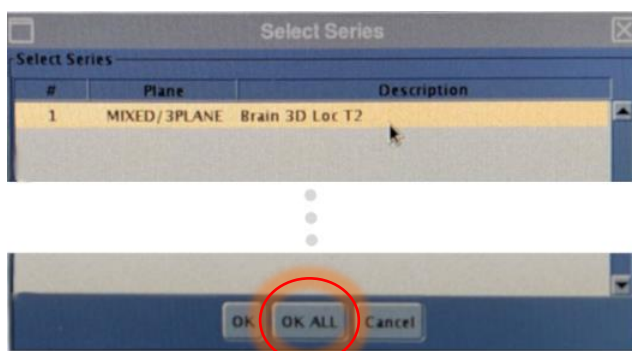 Select Series
Select Series
# Plane Description
1 MIXED/3PLANE Brain 3D Loc T2
OK OK ALL Cancel